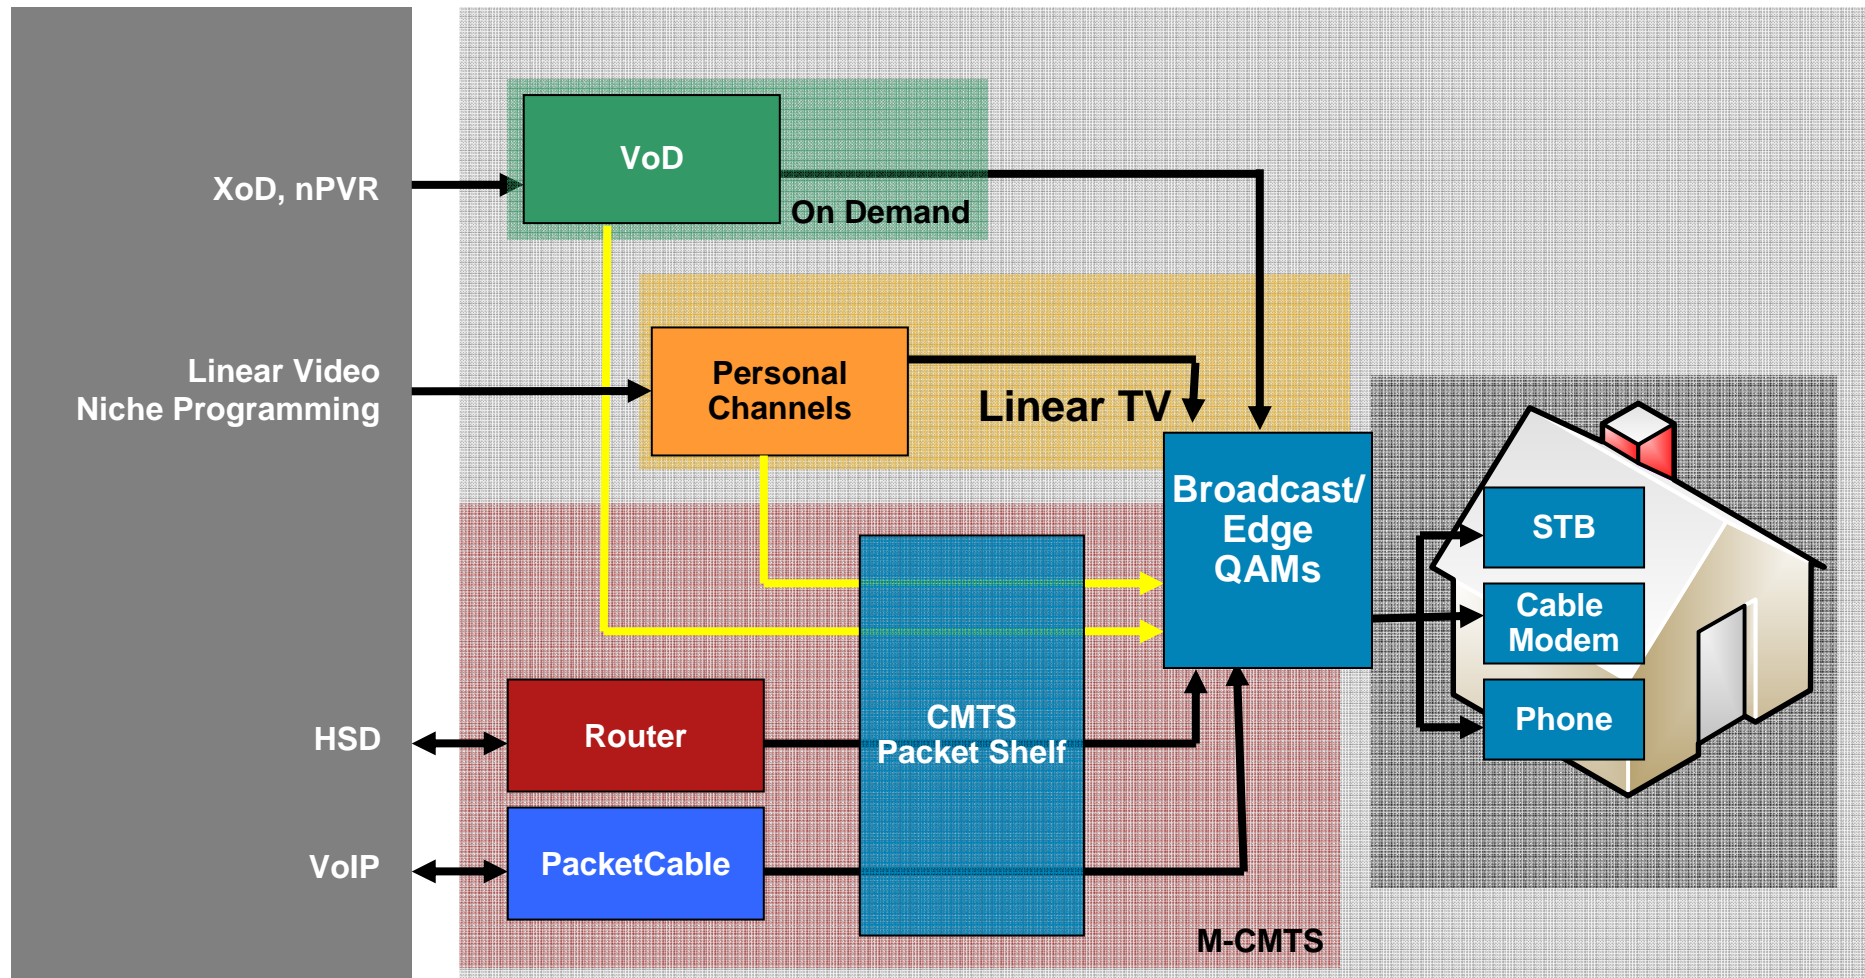 XoD, nPVR
VoD
On Demand
Linear Video
Niche Programming
Personal
Channels
Linear TV
Broadcast/
Edge
QAMs
STB
Cable
Modem
Phone
HSD
Router
CMTS
Packet Shelf
VoIP
PacketCable
M-CMTS